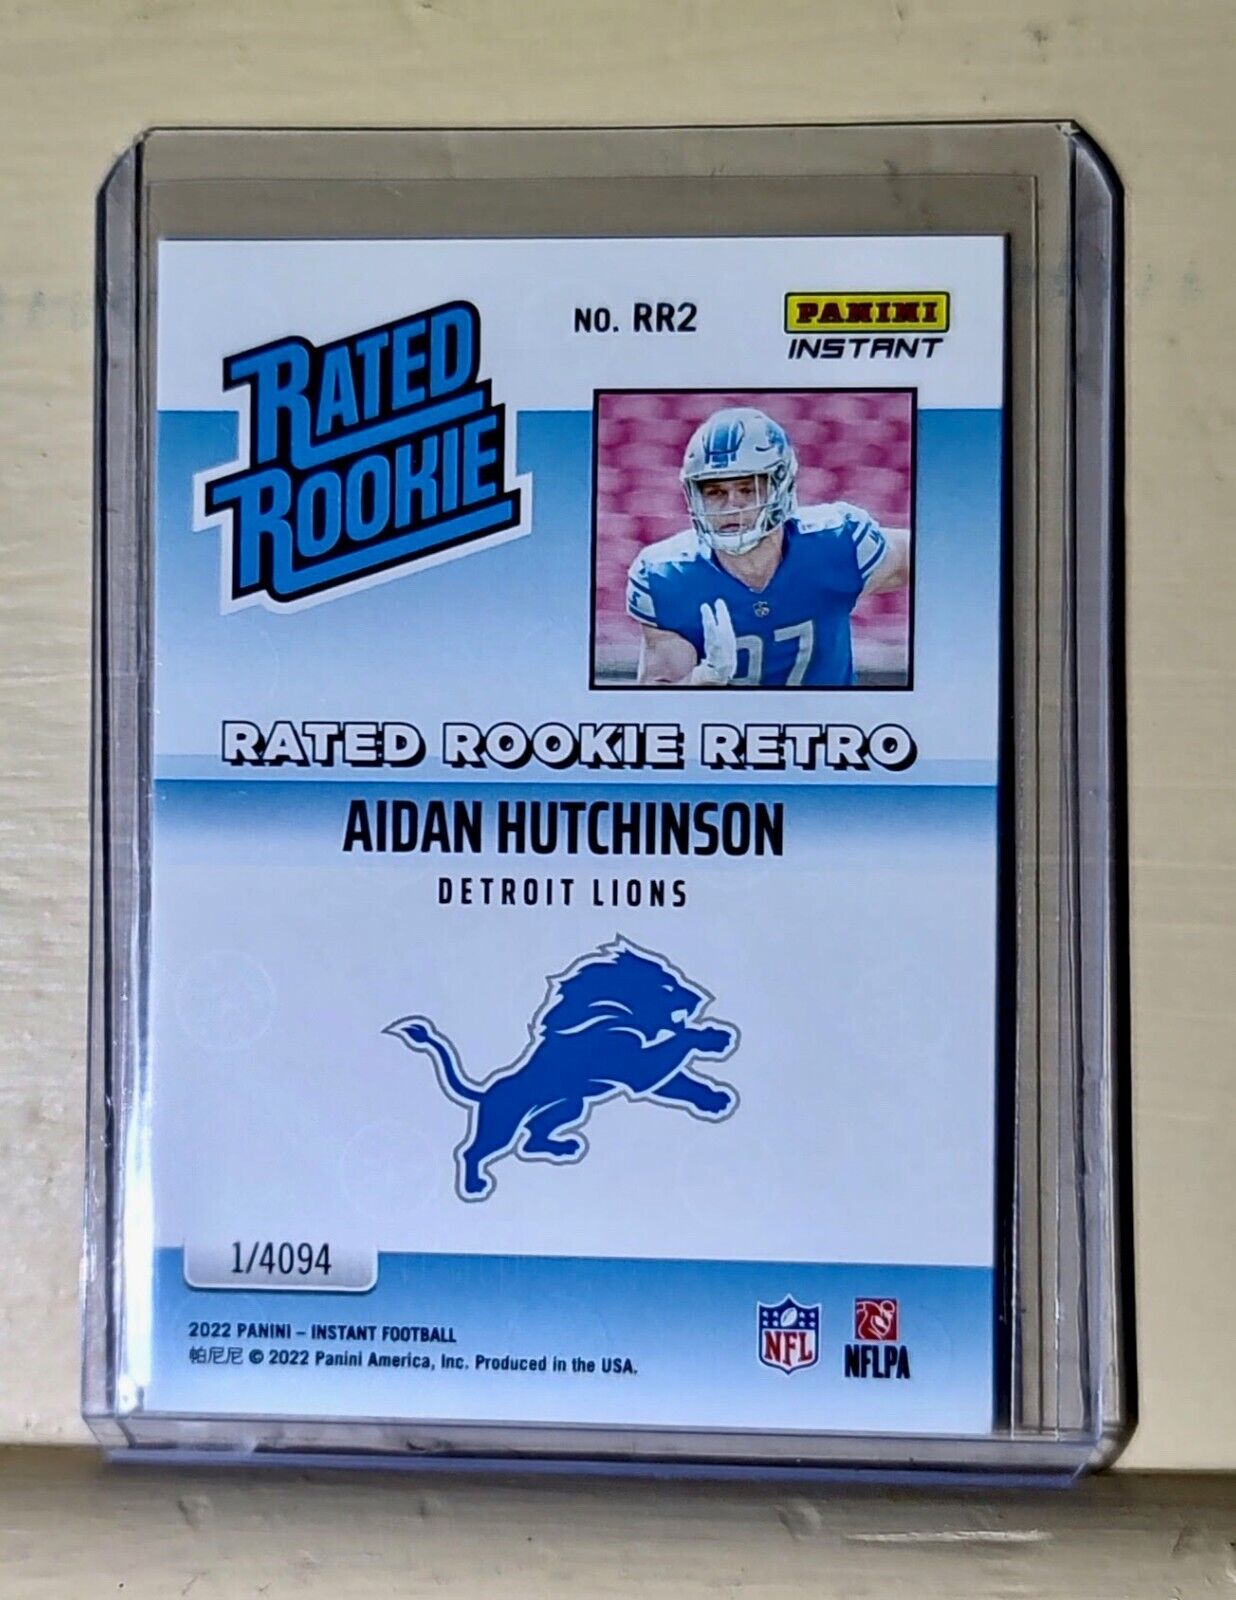 NO. RR2
PANINI
INSTANT
RATED
ROOKIE
97
RATED ROOKIE RETRO
AIDAN HUTCHINSON
DETROIT LIONS
1/4094
2022 PANINI – INSTANT FOOTBALL
帕尼尼 © 2022 Panini America, Inc. Produced in the USA.
NFL
NFLPA